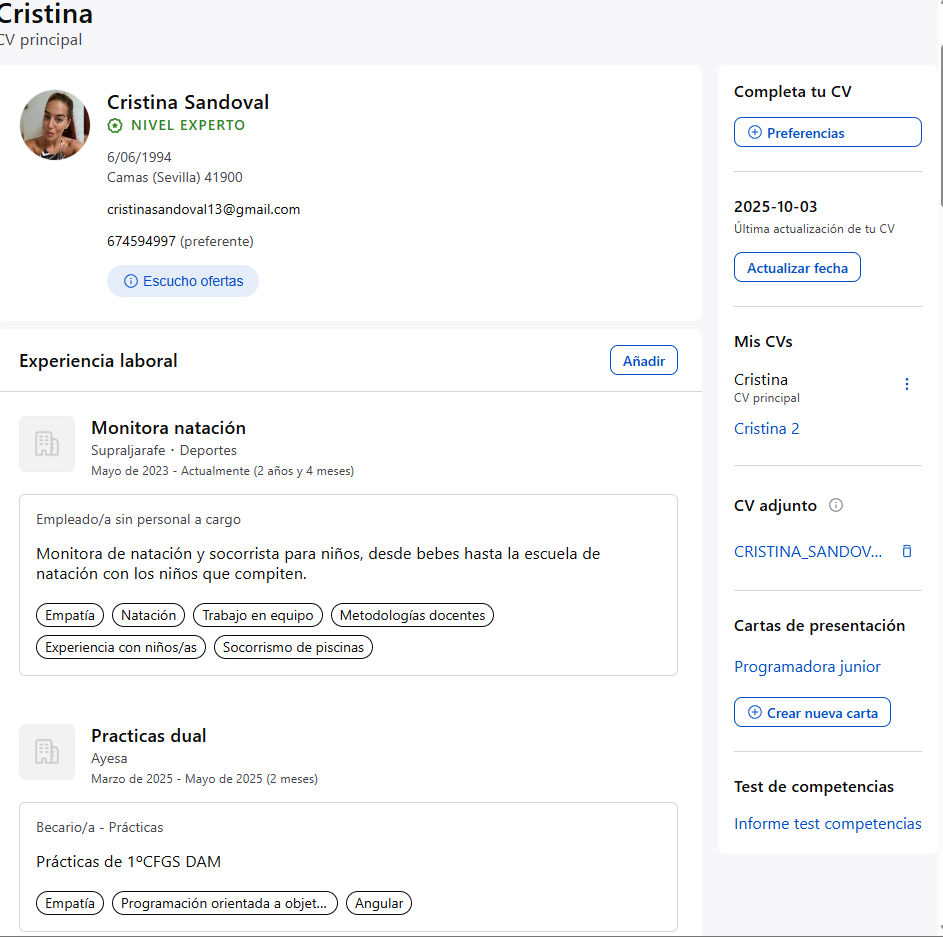 Cristina
CV principal
Cristina Sandoval
NIVEL EXPERTO
6/06/1994
Camas (Sevilla) 41900
cristinasandoval13@gmail.com
674594997 (preferente)
Escucho ofertas
Experiencia laboral
Añadir
Monitora natación
Supraljarafe · Deportes
Mayo de 2023 - Actualmente (2 años y 4 meses)
Empleado/a sin personal a cargo
Monitora de natación y socorrista para niños, desde bebes hasta la escuela de
natación con los niños que compiten.
Empatía
Natación
Trabajo en equipo
Metodologías docentes
Experiencia con niños/as
Socorrismo de piscinas
Practicas dual
Ayesa
Marzo de 2025 - Mayo de 2025 (2 meses)
Becario/a - Prácticas
Prácticas de 1ºCFGS DAM
Empatía
Programación orientada a objet...
Angular
Completa tu CV
Preferencias
2025-10-03
Última actualización de tu CV
Actualizar fecha
Mis CVs
Cristina
CV principal
Cristina 2
CV adjunto
CRISTINA_SANDOV...
Cartas de presentación
Programadora junior
Crear nueva carta
Test de competencias
Informe test competencias